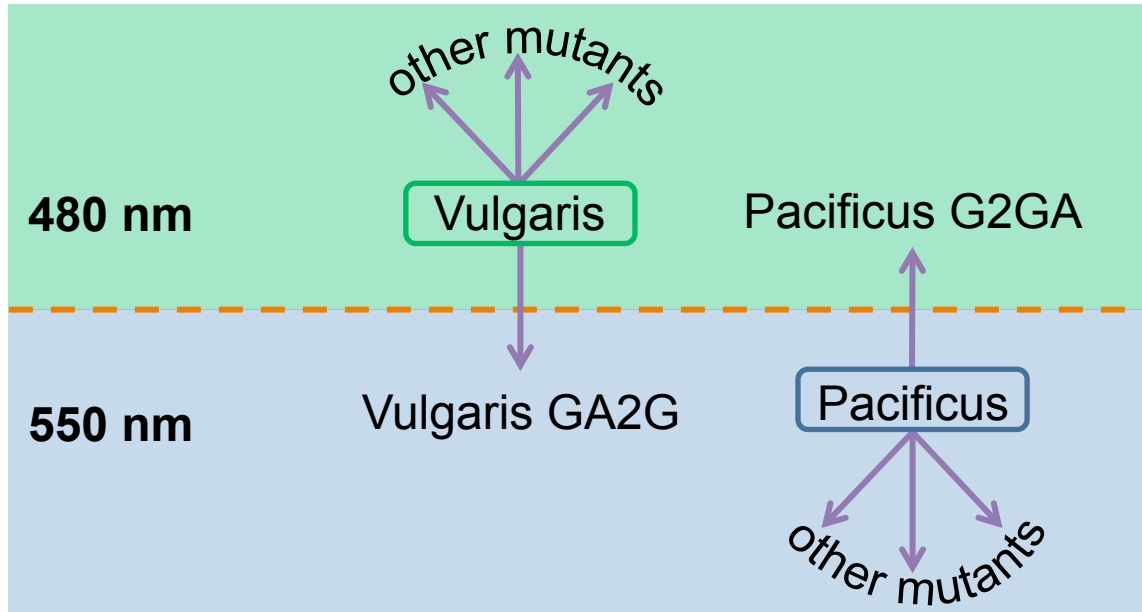 other mutants
480 nm
Vulgaris
Pacificus G2GA
550 nm
Vulgaris GA2G
Pacificus
other mutants